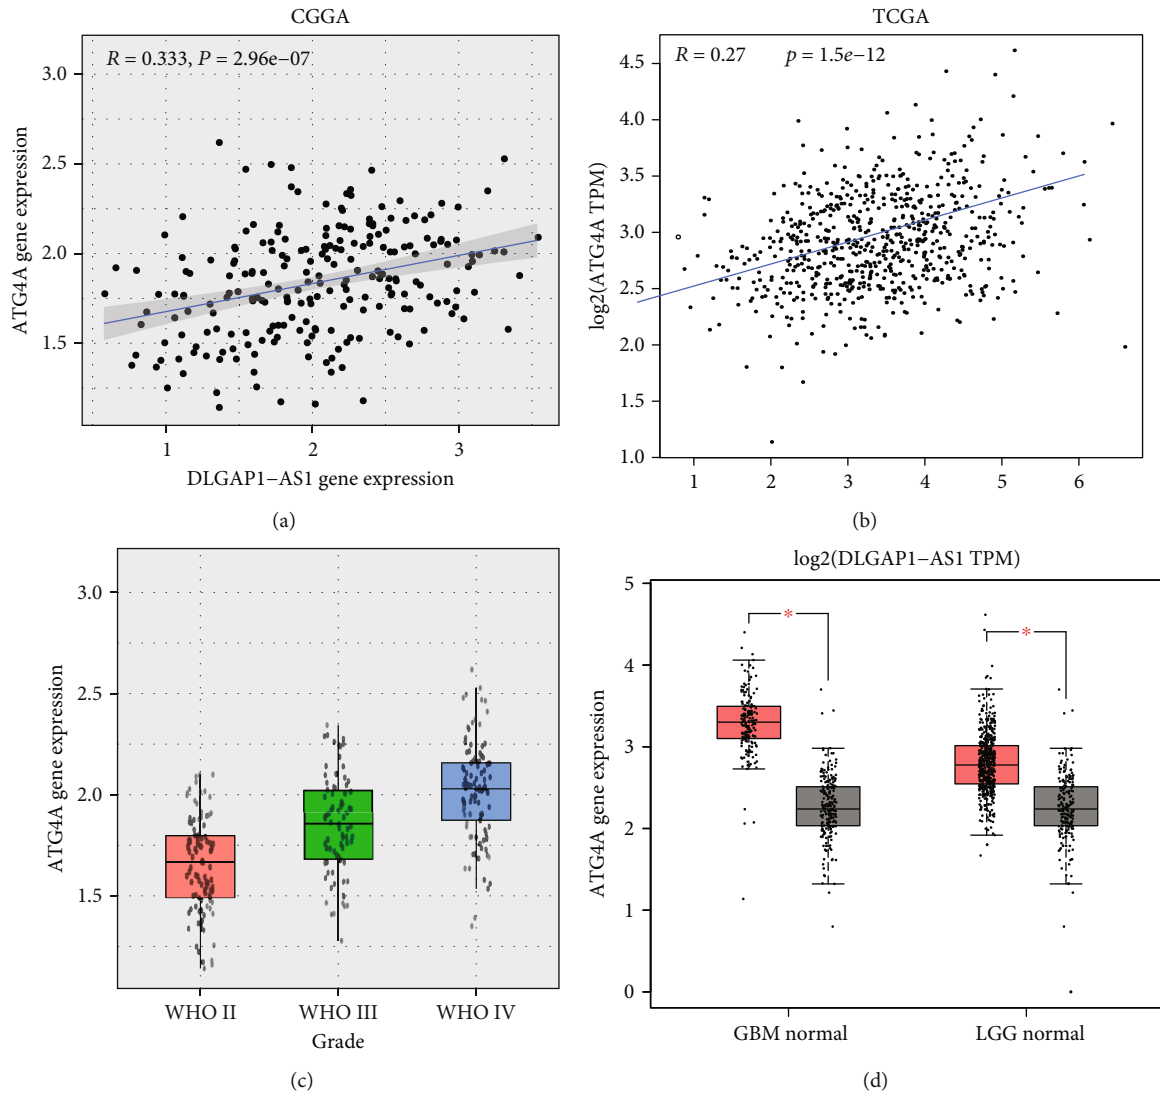 CGGA
R = 0.333, P = 2.96e−07
3.0
2.5
2.0
1.5
ATG4A gene expression
1 2 3
DLGAP1−AS1 gene expression
(a)
TCGA
R = 0.27 p = 1.5e−12
4.5
4.0
3.5
3.0
2.5
2.0
1.5
1.0
log2(ATG4A TPM)
1 2 3 4 5 6
(b)
3.0
2.5
2.0
1.5
ATG4A gene expression
WHO II WHO III WHO IV
Grade
(c)
log2(DLGAP1−AS1 TPM)
5
4
3
2
1
0
ATG4A gene expression
* *
GBM normal LGG normal
(d)